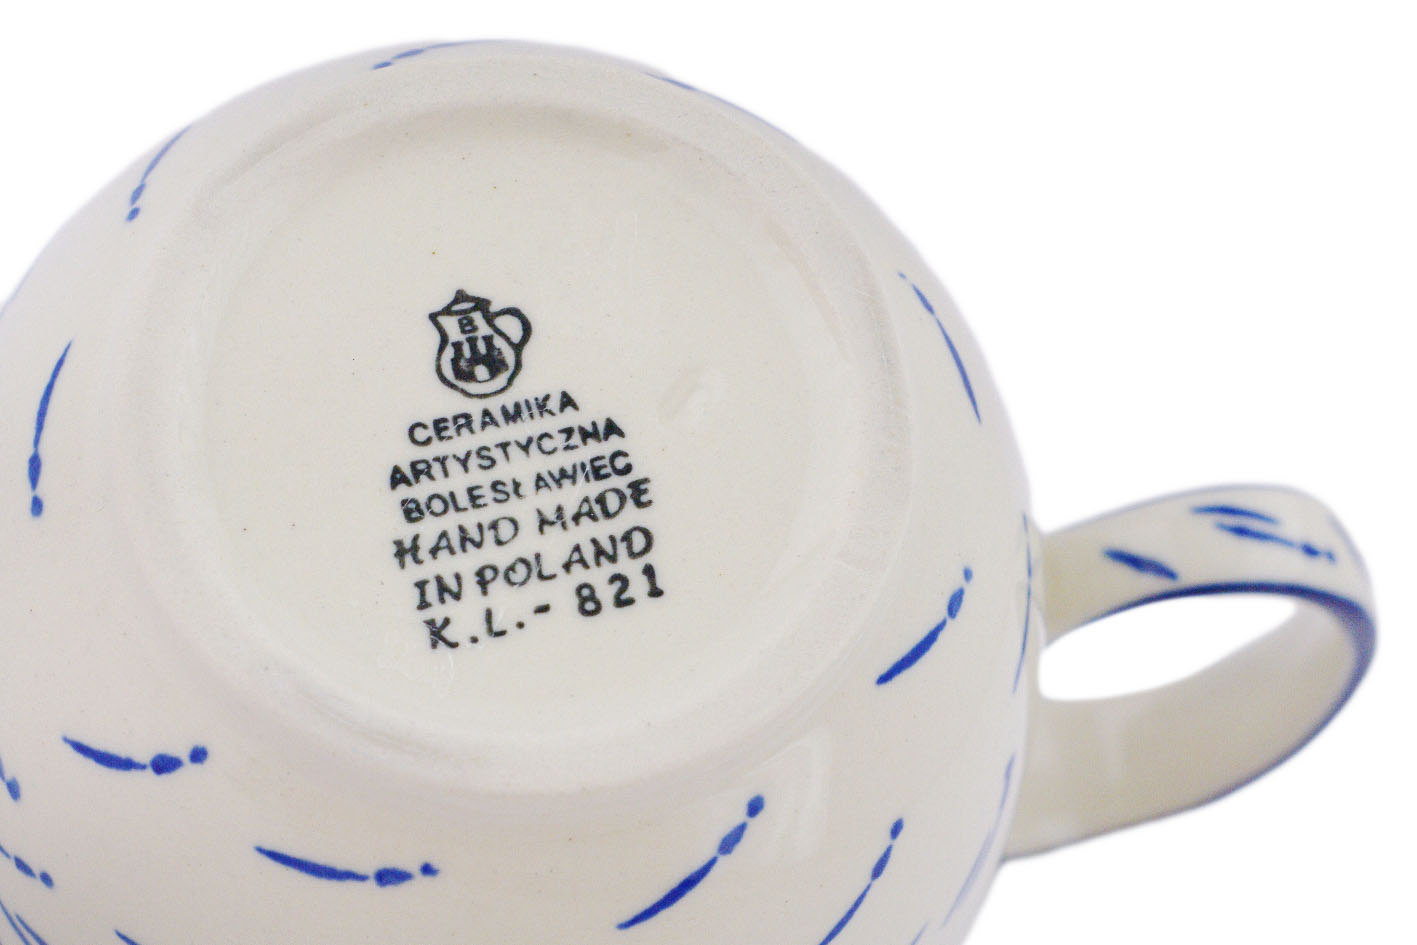 B
CERAMIKA
ARTYSTYCZNA
BOLESŁAWIEC
HAND MADE
IN POLAND
K.L.- 821